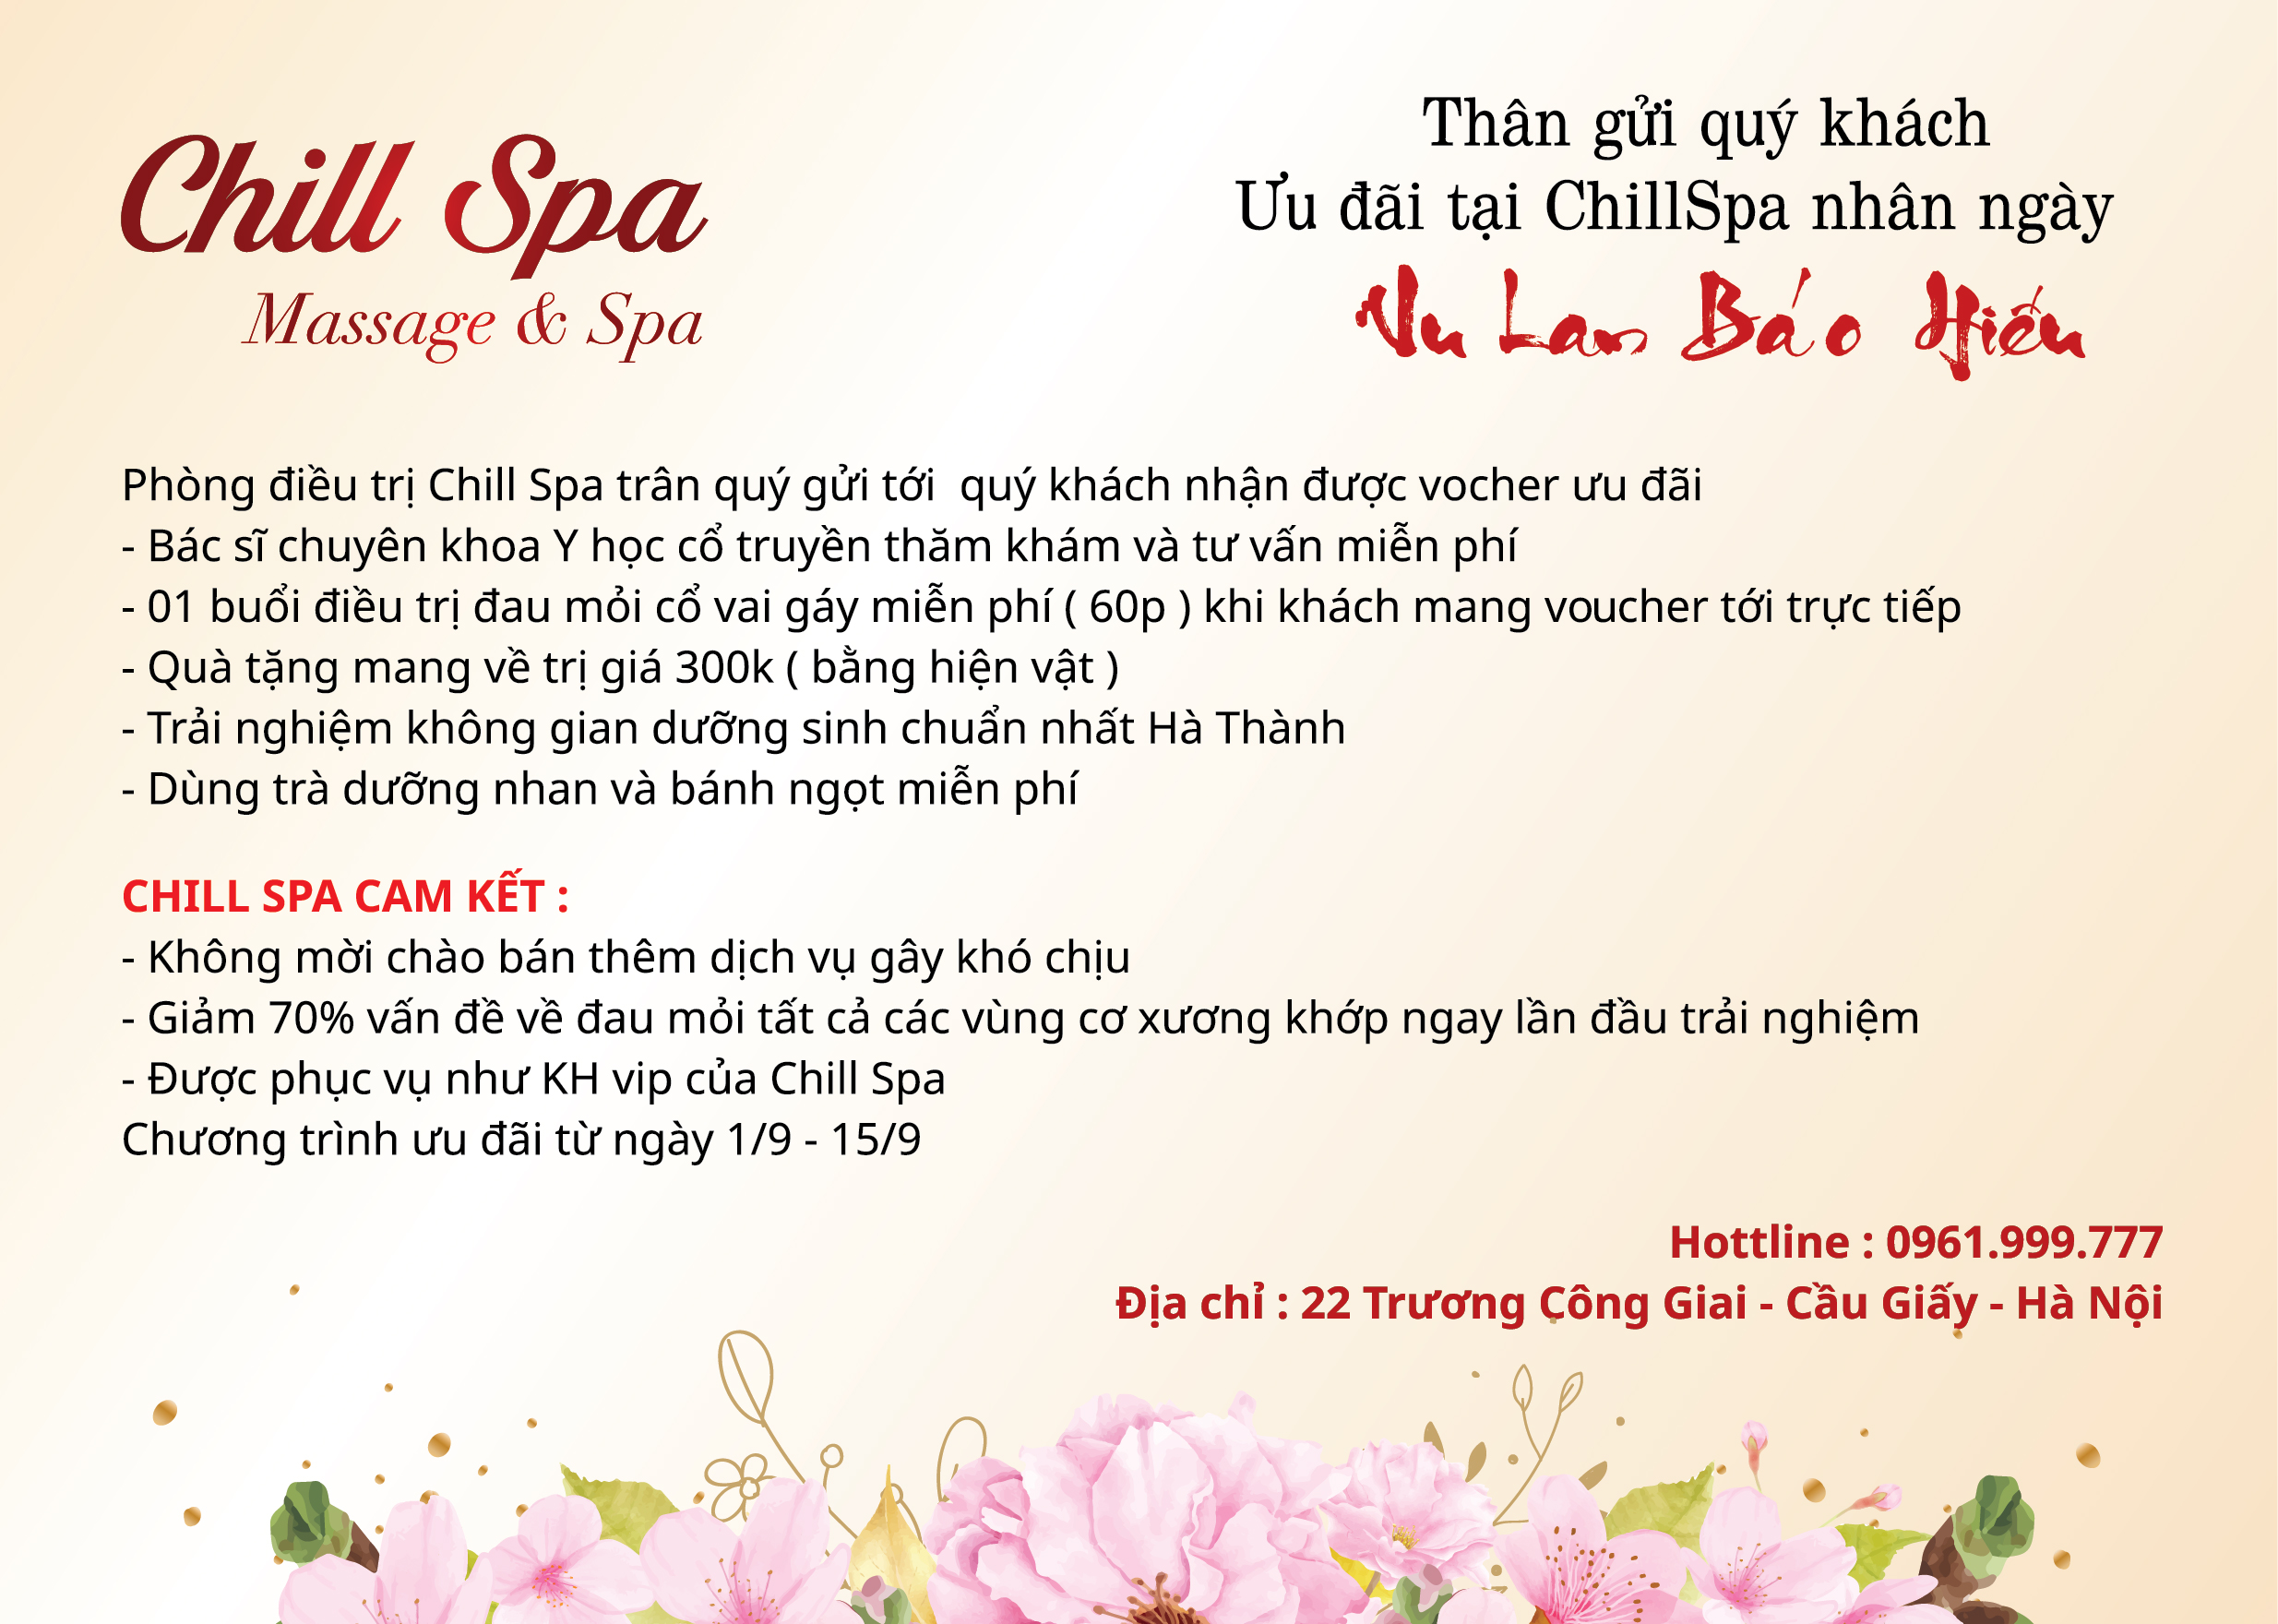 Chill Spa
Massage & Spa
Thân gửi quý khách
Ưu đãi tại ChillSpa nhân ngày
Vu Lan Báo Hiếu
Phòng điều trị Chill Spa trân quý gửi tới  quý khách nhận được vocher ưu đãi
- Bác sĩ chuyên khoa Y học cổ truyền thăm khám và tư vấn miễn phí
- 01 buổi điều trị đau mỏi cổ vai gáy miễn phí ( 60p ) khi khách mang voucher tới trực tiếp
- Quà tặng mang về trị giá 300k ( bằng hiện vật )
- Trải nghiệm không gian dưỡng sinh chuẩn nhất Hà Thành
- Dùng trà dưỡng nhan và bánh ngọt miễn phí
CHILL SPA CAM KẾT :
- Không mời chào bán thêm dịch vụ gây khó chịu
- Giảm 70% vấn đề về đau mỏi tất cả các vùng cơ xương khớp ngay lần đầu trải nghiệm
- Được phục vụ như KH vip của Chill Spa
Chương trình ưu đãi từ ngày 1/9 - 15/9
Hottline : 0961.999.777
Địa chỉ : 22 Trương Công Giai - Cầu Giấy - Hà Nội